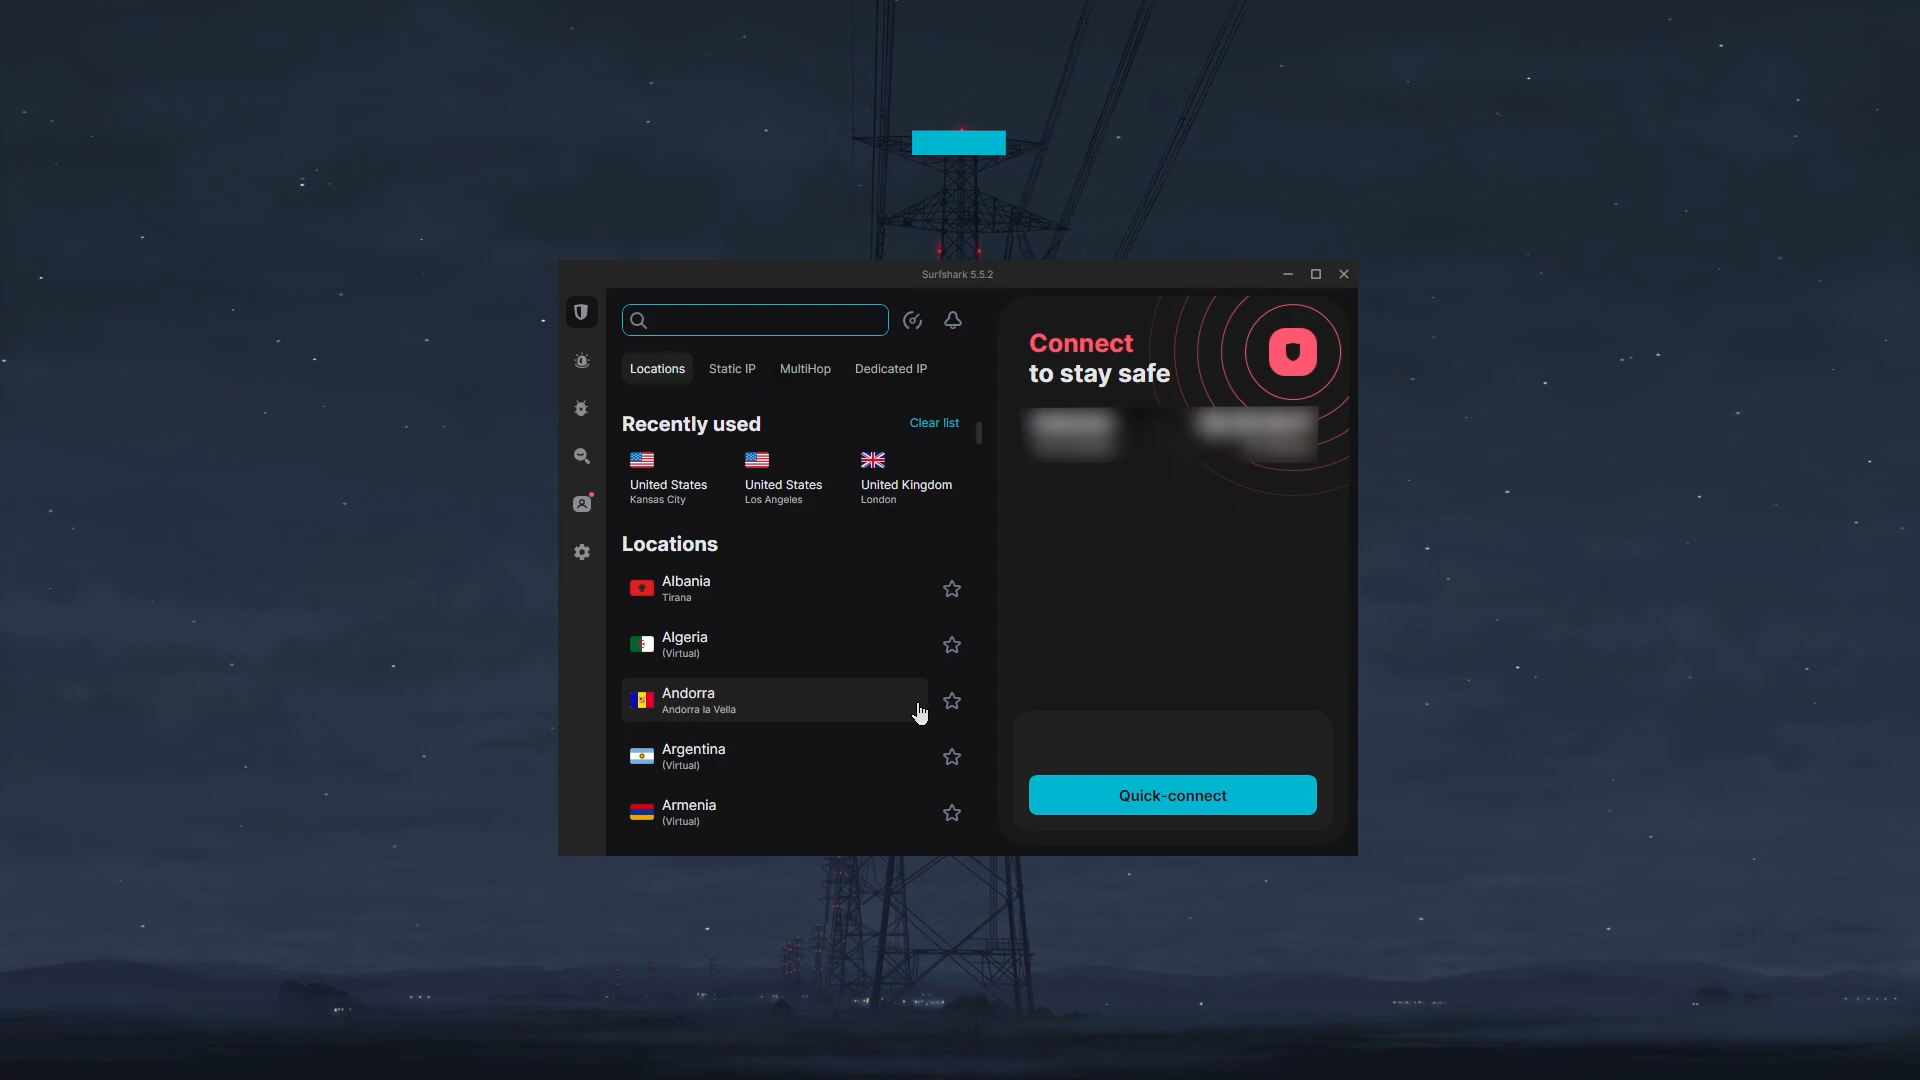 Surfshark 5.5.2
Locations
Static IP
MultiHop
Dedicated IP
Recently used
Clear list
United States
Kansas City
United States
Los Angeles
United Kingdom
London
Locations
Albania
Tirana
Algeria
(Virtual)
Andorra
Andorra la Vella
Argentina
(Virtual)
Armenia
(Virtual)
Connect
to stay safe
Quick-connect